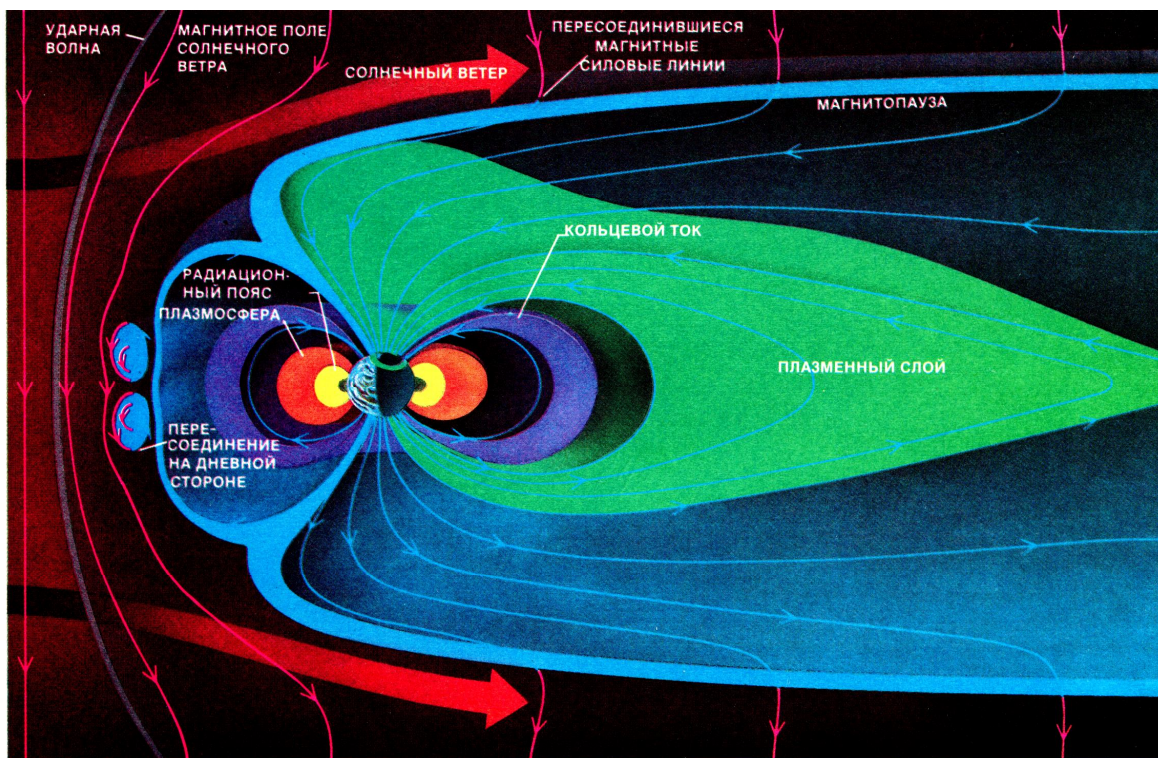 УДАРНАЯ
ВОЛНА
МАГНИТНОЕ ПОЛЕ
СОЛНЕЧНОГО
ВЕТРА
СОЛНЕЧНЫЙ ВЕТЕР
ПЕРЕСОЕДИНИВШИЕСЯ
МАГНИТНЫЕ
СИЛОВЫЕ ЛИНИИ
МАГНИТОПАУЗА
КОЛЬЦЕВОЙ ТОК
РАДИАЦИОН-
НЫЙ ПОЯС
ПЛАЗМОСФЕРА
ПЛАЗМЕННЫЙ СЛОЙ
ПЕРЕ-
СОЕДИНЕНИЕ
НА ДНЕВНОЙ
СТОРОНЕ